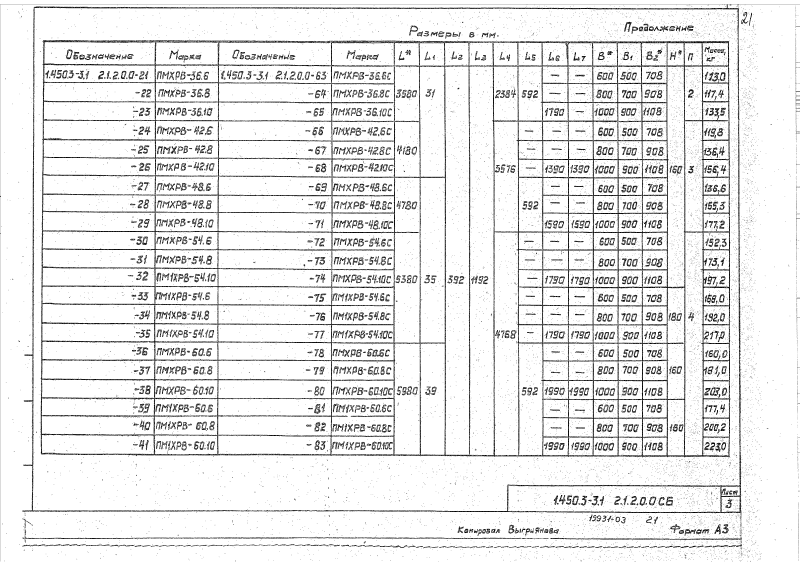 21
Размеры в мм. Продолжение
Обозначение Марка Обозначение Марка L* L1 L2 L3 L4 L5 L6 L7 B* B1 B2* H* П Масса, кг
1.450.3-3.1 2.1.2.0.0-21 ПМХРВ-36.6 1.450.3-3.1 2.1.2.0.0-63 ПМХРВ-36.6С — — 600 500 708 113,0
-22 ПМХРВ-36.8 -64 ПМХРВ-36.8С 3580 31 2384 592 — — 800 700 908 2 117,4
-23 ПМХРВ-36.10 -65 ПМХРВ-36.10С 1790 — 1000 900 1108 133,5
-24 ПМХРВ-42.6 -66 ПМХРВ-42.6С — — — 600 500 708 119,8
-25 ПМХРВ-42.8 -67 ПМХРВ-42.8С 4180 — — — 800 700 908 136,4
-26 ПМХРВ-42.10 -68 ПМХРВ-42.10С 3576 — 1390 1390 1000 900 1108 160 3 156,4
-27 ПМХРВ-48.6 -69 ПМХРВ-48.6С — — 600 500 708 136,6
-28 ПМХРВ-48.8 -70 ПМХРВ-48.8С 4780 592 — — 800 700 908 155,3
-29 ПМХРВ-48.10 -71 ПМХРВ-48.10С 1590 1590 1000 900 1108 177,2
-30 ПМХРВ-54.6 -72 ПМХРВ-54.6С — — — 600 500 708 152,3
-31 ПМХРВ-54.8 -73 ПМХРВ-54.8С — — — 800 700 908 173,1
-32 ПМ1ХРВ-54.10 -74 ПМХРВ-54.10С 5380 35 392 1192 — 1790 1790 1000 900 1108 197,2
-33 ПМ1ХРВ-54.6 -75 ПМ1ХРВ-54.6С — — — 600 500 708 169,0
-34 ПМ1ХРВ-54.8 -76 ПМ1ХРВ-54.8С — — — 800 700 908 180 4 192,0
-35 ПМ1ХРВ-54.10 -77 ПМ1ХРВ-54.10С 4768 — 1790 1790 1000 900 1108 217,0
-36 ПМХРВ-60.6 -78 ПМХРВ-60.6С — — 600 500 708 160,0
-37 ПМХРВ-60.8 -79 ПМХРВ-60.8С — — 800 700 908 160 181,0
-38 ПМХРВ-60.10 -80 ПМХРВ-60.10С 5980 39 592 1990 1990 1000 900 1108 203,0
-39 ПМ1ХРВ-60.6 -81 ПМ1ХРВ-60.6С — — 600 500 708 177,4
-40 ПМ1ХРВ-60.8 -82 ПМ1ХРВ-60.8С — — 800 700 908 180 200,2
-41 ПМ1ХРВ-60.10 -83 ПМ1ХРВ-60.10С 1990 1990 1000 900 1108 223,0
1.450.3-3.1 2.1.2.0.0 СБ Лист 3
19931-03 21
Копировал Выгриянова Формат А3